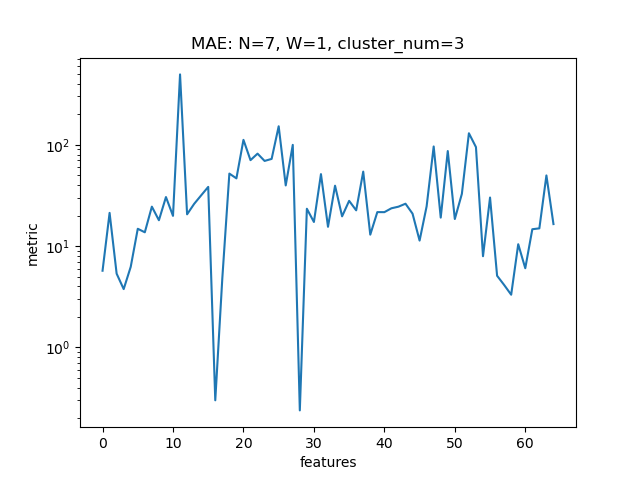 MAE: N=7, W=1, cluster_num=3
metric
10²
10¹
10⁰
0 10 20 30 40 50 60
features